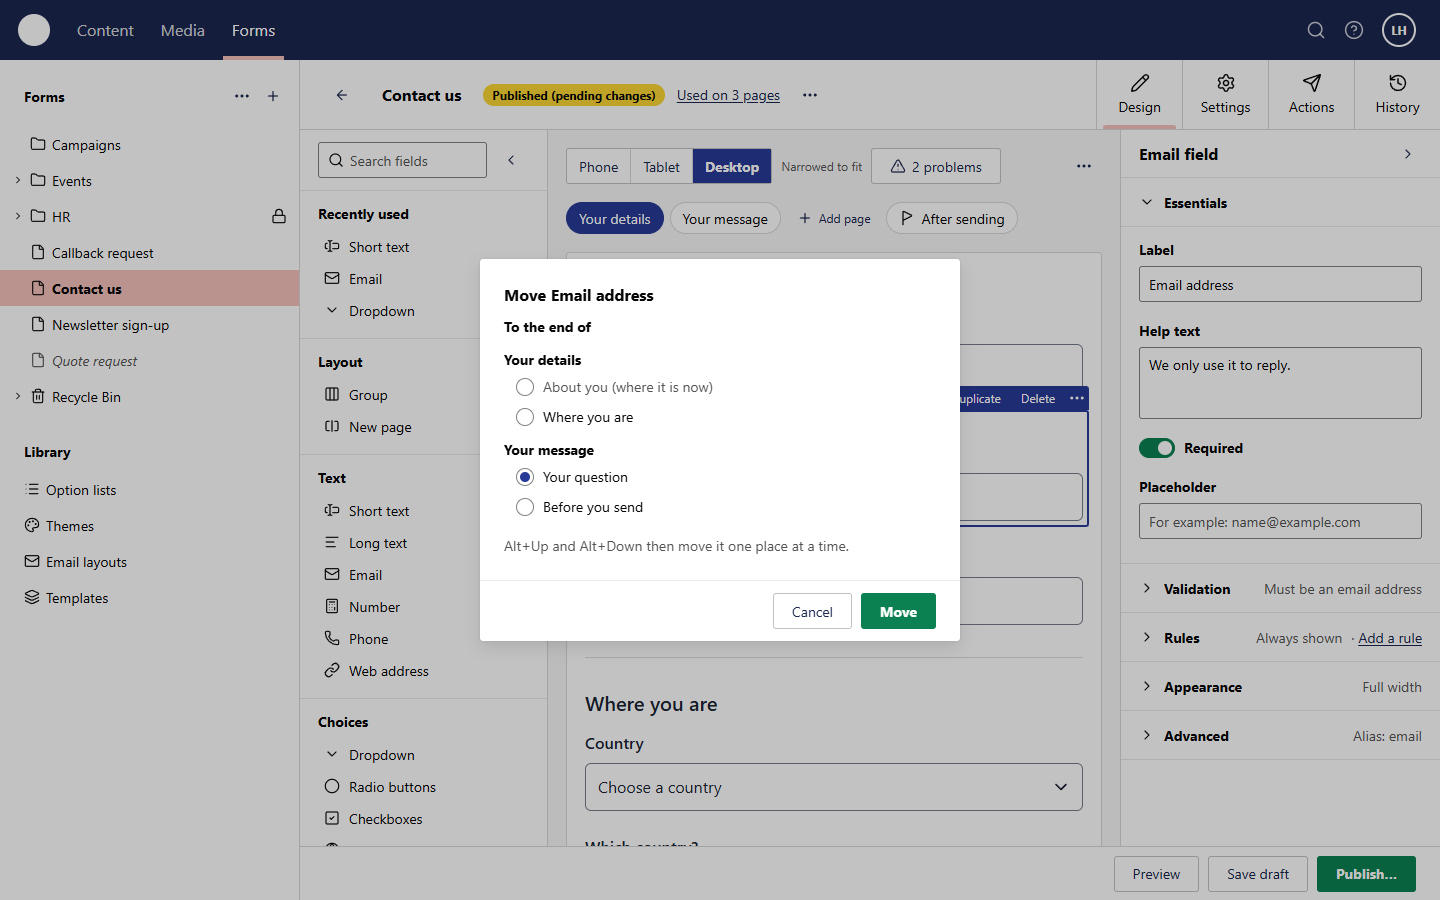 Content
Media
Forms
LH
Forms
Campaigns
Events
HR
Callback request
Contact us
Newsletter sign-up
Quote request
Recycle Bin
Library
Option lists
Themes
Email layouts
Templates
Contact us
Published (pending changes)
Used on 3 pages
Design
Settings
Actions
History
Search fields
Recently used
Short text
Email
Dropdown
Layout
Group
New page
Text
Short text
Long text
Email
Number
Phone
Web address
Choices
Dropdown
Radio buttons
Checkboxes
Phone
Tablet
Desktop
Narrowed to fit
2 problems
Your details
Your message
Add page
After sending
Delete
Move Email address
To the end of
Your details
About you (where it is now)
Where you are
Your message
Your question
Before you send
Alt+Up and Alt+Down then move it one place at a time.
Cancel
Move
Where you are
Country
Choose a country
Which country?
Email field
Essentials
Label
Email address
Help text
We only use it to reply.
Required
Placeholder
For example: name@example.com
Validation
Must be an email address
Rules
Always shown · Add a rule
Appearance
Full width
Advanced
Alias: email
Preview
Save draft
Publish...